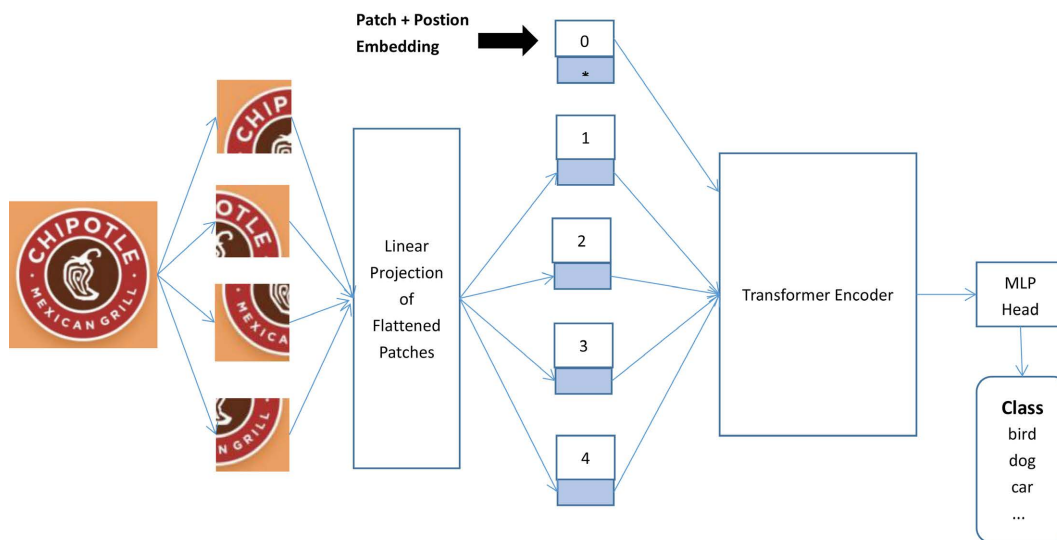 Patch + Postion
Embedding
0
*
1
2
3
4
CHIPOTLE
MEXICAN GRILL
CHIP
POTLE
MEXICA
N GRILL
Linear
Projection
of
Flattened
Patches
Transformer Encoder
MLP
Head
Class
bird
dog
car
...